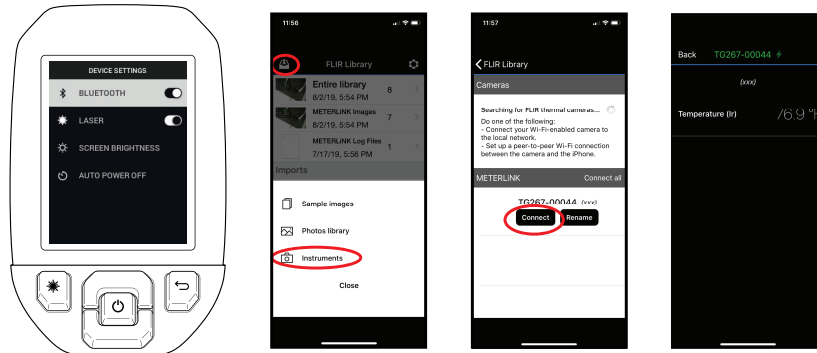 DEVICE SETTINGS
BLUETOOTH
LASER
SCREEN BRIGHTNESS
AUTO POWER OFF
11:56
FLIR Library
Entire library
8/2/19, 5:54 PM
8
METERLiNK Images
8/2/19, 5:54 PM
7
METERLiNK Log Files
7/17/19, 5:56 PM
1
Imports
Sample images
Photos library
Instruments
Close
11:57
FLIR Library
Cameras
Searching for FLIR thermal cameras...
Do one of the following:
- Connect your Wi-Fi-enabled camera to
the local network.
- Set up a peer-to-peer Wi-Fi connection
between the camera and the iPhone.
METERLiNK Connect all
TG267-00044 (xxx)
Connect Rename
Back TG267-00044
(xxx)
Temperature (Ir) 76.9 °F